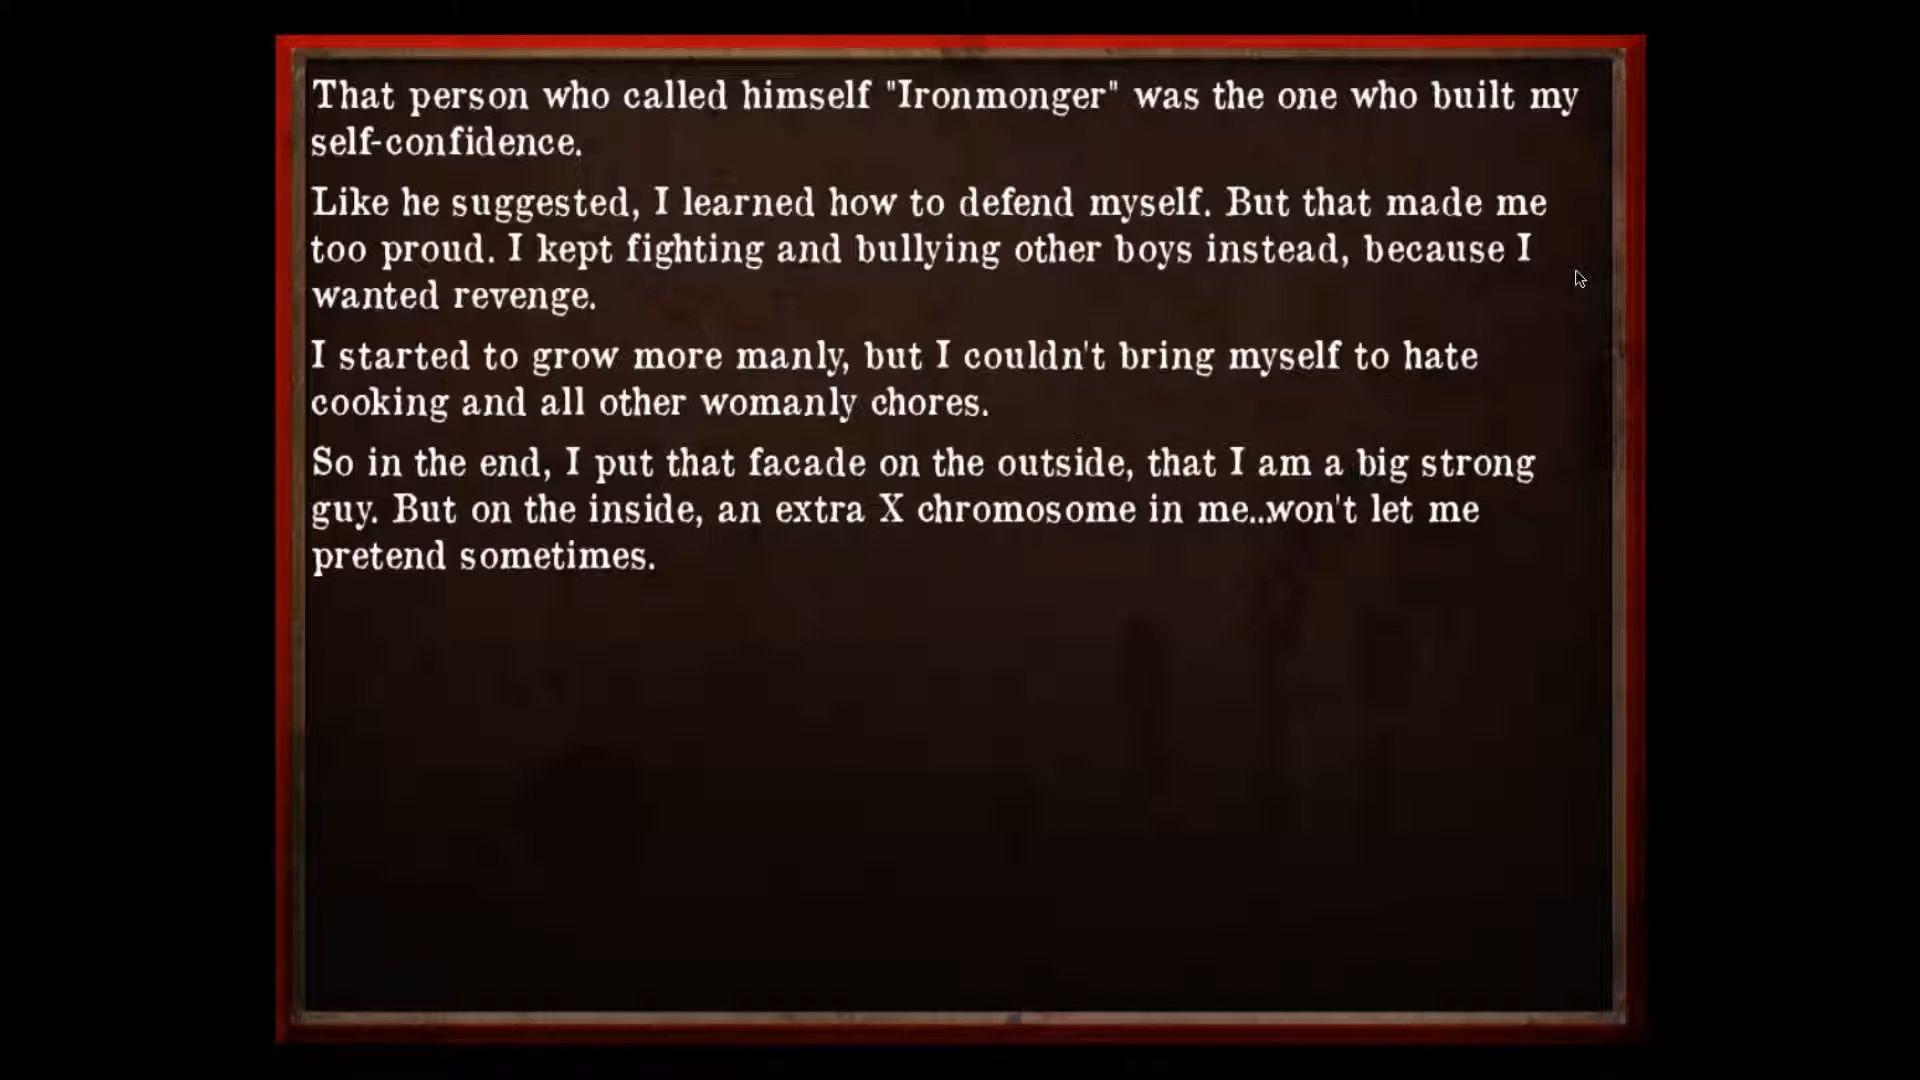 That person who called himself "Ironmonger" was the one who built my
self-confidence.
Like he suggested, I learned how to defend myself. But that made me
too proud. I kept fighting and bullying other boys instead, because I
wanted revenge.
I started to grow more manly, but I couldn't bring myself to hate
cooking and all other womanly chores.
So in the end, I put that facade on the outside, that I am a big strong
guy. But on the inside, an extra X chromosome in me...won't let me
pretend sometimes.